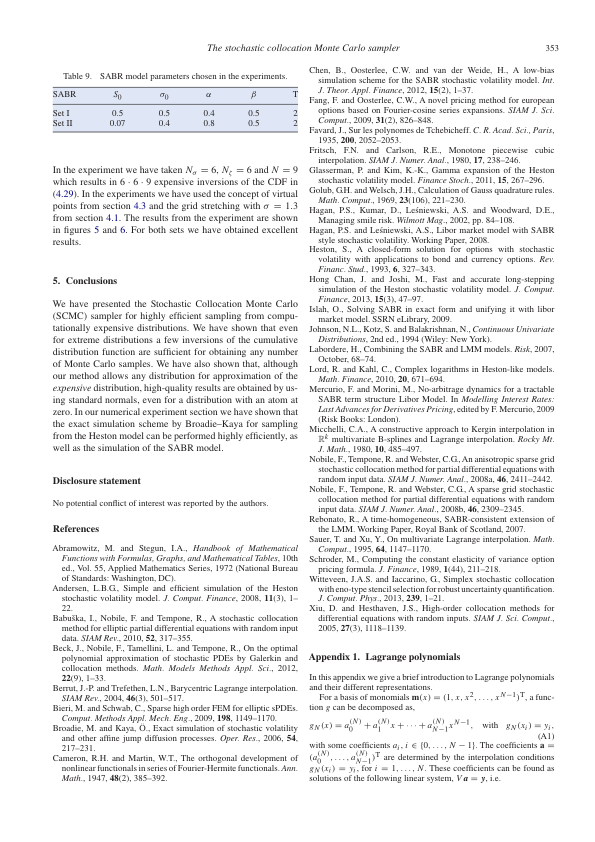 The stochastic collocation Monte Carlo sampler
353
Table 9. SABR model parameters chosen in the experiments.
SABR S0 σ0 α β T
Set I 0.5 0.5 0.4 0.5 2
Set II 0.07 0.4 0.8 0.5 2
In the experiment we have taken Nσ = 6, Nζ = 6 and N = 9
which results in 6 · 6 · 9 expensive inversions of the CDF in
(4.29). In the experiments we have used the concept of virtual
points from section 4.3 and the grid stretching with σ = 1.3
from section 4.1. The results from the experiment are shown
in figures 5 and 6. For both sets we have obtained excellent
results.
5. Conclusions
We have presented the Stochastic Collocation Monte Carlo
(SCMC) sampler for highly efficient sampling from compu-
tationally expensive distributions. We have shown that even
for extreme distributions a few inversions of the cumulative
distribution function are sufficient for obtaining any number
of Monte Carlo samples. We have also shown that, although
our method allows any distribution for approximation of the
expensive distribution, high-quality results are obtained by us-
ing standard normals, even for a distribution with an atom at
zero. In our numerical experiment section we have shown that
the exact simulation scheme by Broadie–Kaya for sampling
from the Heston model can be performed highly efficiently, as
well as the simulation of the SABR model.
Disclosure statement
No potential conflict of interest was reported by the authors.
References
Abramowitz, M. and Stegun, I.A., Handbook of Mathematical
Functions with Formulas, Graphs, and Mathematical Tables, 10th
ed., Vol. 55, Applied Mathematics Series, 1972 (National Bureau
of Standards: Washington, DC).
Andersen, L.B.G., Simple and efficient simulation of the Heston
stochastic volatility model. J. Comput. Finance, 2008, 11(3), 1–
22.
Babuška, I., Nobile, F. and Tempone, R., A stochastic collocation
method for elliptic partial differential equations with random input
data. SIAM Rev., 2010, 52, 317–355.
Beck, J., Nobile, F., Tamellini, L. and Tempone, R., On the optimal
polynomial approximation of stochastic PDEs by Galerkin and
collocation methods. Math. Models Methods Appl. Sci., 2012,
22(9), 1–33.
Berrut, J.-P. and Trefethen, L.N., Barycentric Lagrange interpolation.
SIAM Rev., 2004, 46(3), 501–517.
Bieri, M. and Schwab, C., Sparse high order FEM for elliptic sPDEs.
Comput. Methods Appl. Mech. Eng., 2009, 198, 1149–1170.
Broadie, M. and Kaya, O., Exact simulation of stochastic volatility
and other affine jump diffusion processes. Oper. Res., 2006, 54,
217–231.
Cameron, R.H. and Martin, W.T., The orthogonal development of
nonlinear functionals in series of Fourier-Hermite functionals. Ann.
Math., 1947, 48(2), 385–392.
Chen, B., Oosterlee, C.W. and van der Weide, H., A low-bias
simulation scheme for the SABR stochastic volatility model. Int.
J. Theor. Appl. Finance, 2012, 15(2), 1–37.
Fang, F. and Oosterlee, C.W., A novel pricing method for european
options based on Fourier-cosine series expansions. SIAM J. Sci.
Comput., 2009, 31(2), 826–848.
Favard, J., Sur les polynomes de Tchebicheff. C. R. Acad. Sci., Paris,
1935, 200, 2052–2053.
Fritsch, F.N. and Carlson, R.E., Monotone piecewise cubic
interpolation. SIAM J. Numer. Anal., 1980, 17, 238–246.
Glasserman, P. and Kim, K.-K., Gamma expansion of the Heston
stochastic volatility model. Finance Stoch., 2011, 15, 267–296.
Golub, G.H. and Welsch, J.H., Calculation of Gauss quadrature rules.
Math. Comput., 1969, 23(106), 221–230.
Hagan, P.S., Kumar, D., Leśniewski, A.S. and Woodward, D.E.,
Managing smile risk. Wilmott Mag., 2002, pp. 84–108.
Hagan, P.S. and Leśniewski, A.S., Libor market model with SABR
style stochastic volatility. Working Paper, 2008.
Heston, S., A closed-form solution for options with stochastic
volatility with applications to bond and currency options. Rev.
Financ. Stud., 1993, 6, 327–343.
Hong Chan, J. and Joshi, M., Fast and accurate long-stepping
simulation of the Heston stochastic volatility model. J. Comput.
Finance, 2013, 15(3), 47–97.
Islah, O., Solving SABR in exact form and unifying it with libor
market model. SSRN eLibrary, 2009.
Johnson, N.L., Kotz, S. and Balakrishnan, N., Continuous Univariate
Distributions, 2nd ed., 1994 (Wiley: New York).
Labordere, H., Combining the SABR and LMM models. Risk, 2007,
October, 68–74.
Lord, R. and Kahl, C., Complex logarithms in Heston-like models.
Math. Finance, 2010, 20, 671–694.
Mercurio, F. and Morini, M., No-arbitrage dynamics for a tractable
SABR term structure Libor Model. In Modelling Interest Rates:
Last Advances for Derivatives Pricing, edited by F. Mercurio, 2009
(Risk Books: London).
Micchelli, C.A., A constructive approach to Kergin interpolation in
ℝᵏ multivariate B-splines and Lagrange interpolation. Rocky Mt.
J. Math., 1980, 10, 485–497.
Nobile, F., Tempone, R. and Webster, C.G., An anisotropic sparse grid
stochastic collocation method for partial differential equations with
random input data. SIAM J. Numer. Anal., 2008a, 46, 2411–2442.
Nobile, F., Tempone, R. and Webster, C.G., A sparse grid stochastic
collocation method for partial differential equations with random
input data. SIAM J. Numer. Anal., 2008b, 46, 2309–2345.
Rebonato, R., A time-homogeneous, SABR-consistent extension of
the LMM. Working Paper, Royal Bank of Scotland, 2007.
Sauer, T. and Xu, Y., On multivariate Lagrange interpolation. Math.
Comput., 1995, 64, 1147–1170.
Schroder, M., Computing the constant elasticity of variance option
pricing formula. J. Finance, 1989, 1(44), 211–218.
Witteveen, J.A.S. and Iaccarino, G., Simplex stochastic collocation
with eno-type stencil selection for robust uncertainty quantification.
J. Comput. Phys., 2013, 239, 1–21.
Xiu, D. and Hesthaven, J.S., High-order collocation methods for
differential equations with random inputs. SIAM J. Sci. Comput.,
2005, 27(3), 1118–1139.
Appendix 1. Lagrange polynomials
In this appendix we give a brief introduction to Lagrange polynomials
and their different representations.
For a basis of monomials m(x) = (1, x, x², . . . , x^{N−1})^T, a func-
tion g can be decomposed as,
g_N(x) = a_0^{(N)} + a_1^{(N)} x + · · · + a_{N−1}^{(N)} x^{N−1}, with g_N(x_i) = y_i,
(A1)
with some coefficients a_i, i ∈ {0, . . . , N − 1}. The coefficients a =
(a_0^{(N)}, . . . , a_{N−1}^{(N)})^T are determined by the interpolation conditions
g_N(x_i) = y_i, for i = 1, . . . , N. These coefficients can be found as
solutions of the following linear system, V a = y, i.e.